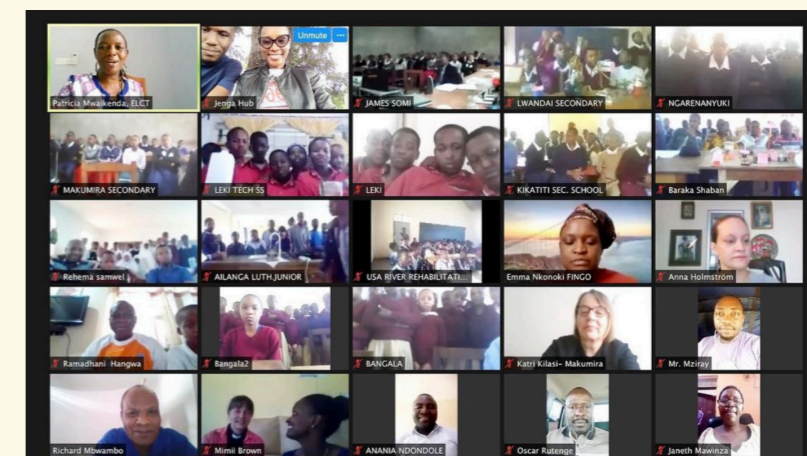 Unmute
Patricia Mwaikenda, ELCT
Jenga Hub
JAMES SOMI
LWANDAI SECONDARY
NGARENANYUKI
MAKUMIRA SECONDARY
LEKI TECH SS
LEKI
KIKATITI SEC. SCHOOL
Baraka Shaban
Rehema samwel
AILANGA LUTH,JUNIOR
USA RIVER REHABILITATI...
Emma Nkonoki FINGO
Anna Holmström
Ramadhani Hangwa
Bangala2
BANGALA
Katri Kilasi- Makumira
Mr. Mziray
Richard Mbwambo
Mimii Brown
ANANIA NDONDOLE
Oscar Rutenge
Janeth Mawinza